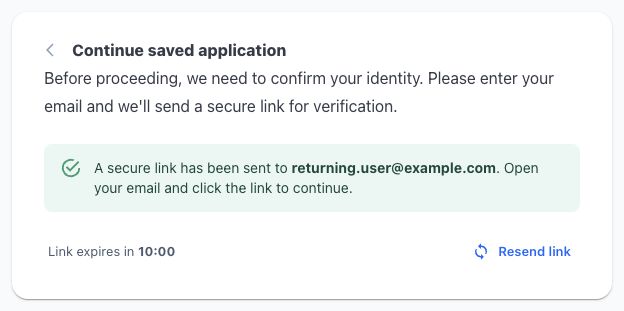 Continue saved application
Before proceeding, we need to confirm your identity. Please enter your
email and we'll send a secure link for verification.
A secure link has been sent to returning.user@example.com. Open
your email and click the link to continue.
Link expires in 10:00
Resend link